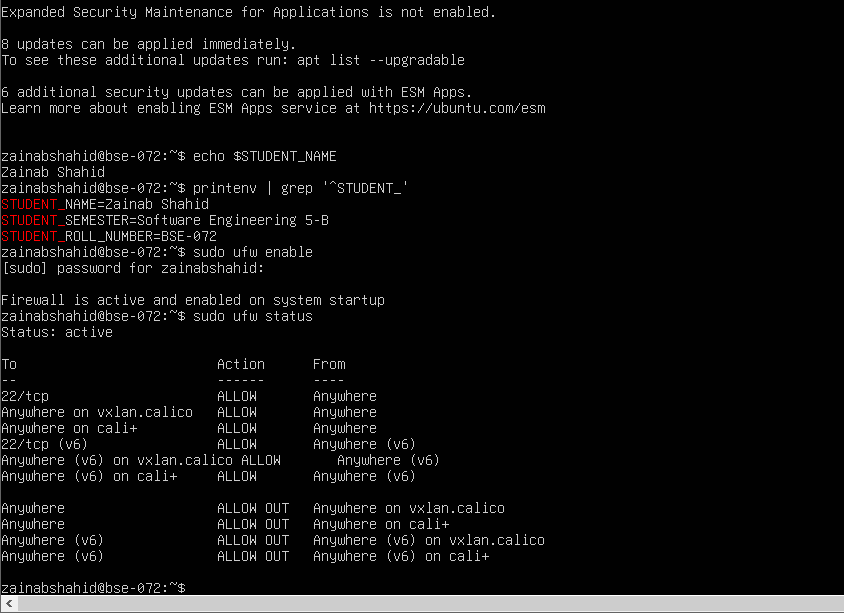 Expanded Security Maintenance for Applications is not enabled.
8 updates can be applied immediately.
To see these additional updates run: apt list --upgradable
6 additional security updates can be applied with ESM Apps.
Learn more about enabling ESM Apps service at https://ubuntu.com/esm
zainabshahid@bse-072:~$ echo $STUDENT_NAME
Zainab Shahid
zainabshahid@bse-072:~$ printenv | grep '^STUDENT_'
STUDENT_NAME=Zainab Shahid
STUDENT_SEMESTER=Software Engineering 5-B
STUDENT_ROLL_NUMBER=BSE-072
zainabshahid@bse-072:~$ sudo ufw enable
[sudo] password for zainabshahid:
Firewall is active and enabled on system startup
zainabshahid@bse-072:~$ sudo ufw status
Status: active
To                         Action      From
--                         ------      ----
22/tcp                     ALLOW       Anywhere
Anywhere on vxlan.calico   ALLOW       Anywhere
Anywhere on cali+          ALLOW       Anywhere
22/tcp (v6)                ALLOW       Anywhere (v6)
Anywhere (v6) on vxlan.calico ALLOW       Anywhere (v6)
Anywhere (v6) on cali+     ALLOW       Anywhere (v6)
Anywhere                   ALLOW OUT   Anywhere on vxlan.calico
Anywhere                   ALLOW OUT   Anywhere on cali+
Anywhere (v6)              ALLOW OUT   Anywhere (v6) on vxlan.calico
Anywhere (v6)              ALLOW OUT   Anywhere (v6) on cali+
zainabshahid@bse-072:~$